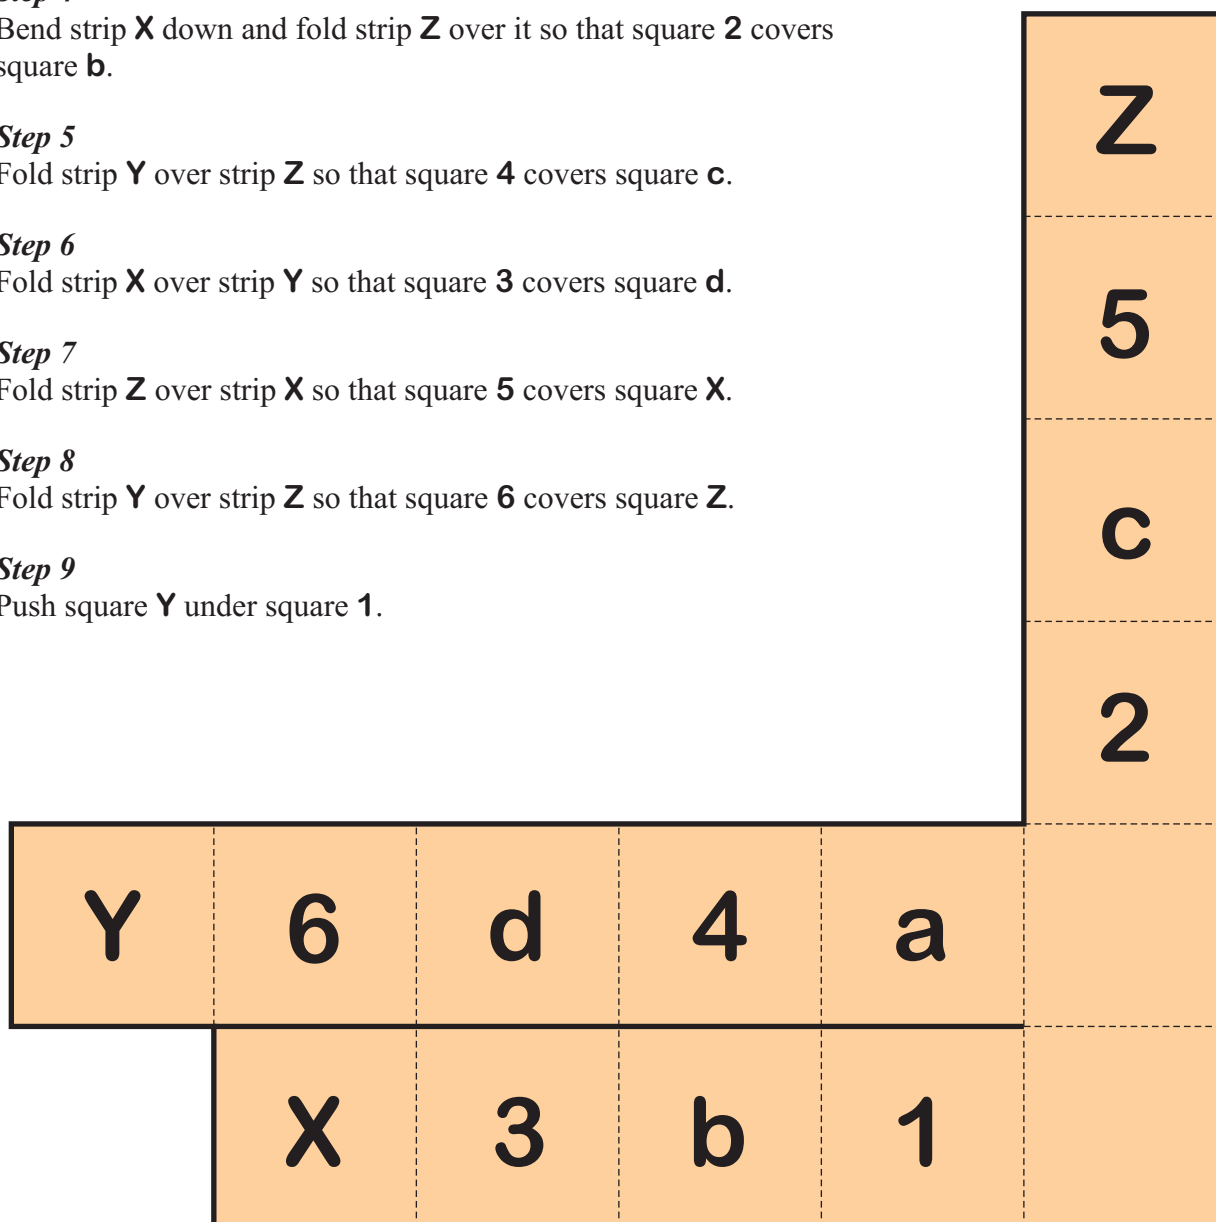 Bend strip X down and fold strip Z over it so that square 2 covers
square b.
Step 5
Fold strip Y over strip Z so that square 4 covers square c.
Step 6
Fold strip X over strip Y so that square 3 covers square d.
Step 7
Fold strip Z over strip X so that square 5 covers square X.
Step 8
Fold strip Y over strip Z so that square 6 covers square Z.
Step 9
Push square Y under square 1.
Z
5
c
2
Y 6 d 4 a
X 3 b 1